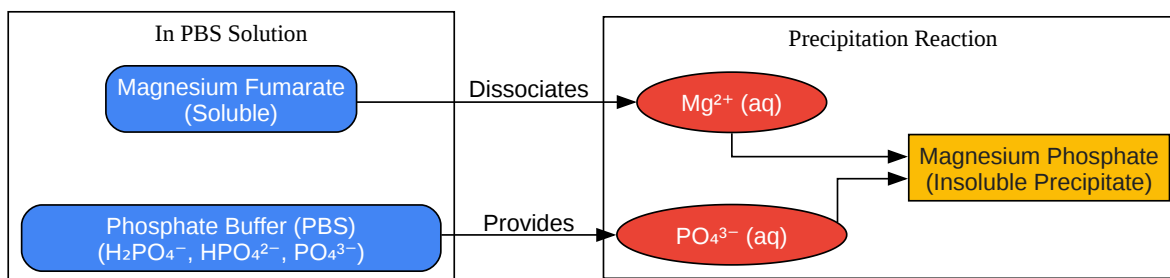 In PBS Solution
Precipitation Reaction
Magnesium Fumarate
(Soluble)
Dissociates
Mg²⁺ (aq)
Magnesium Phosphate
(Insoluble Precipitate)
Phosphate Buffer (PBS)
(H₂PO₄⁻, HPO₄²⁻, PO₄³⁻)
Provides
PO₄³⁻ (aq)